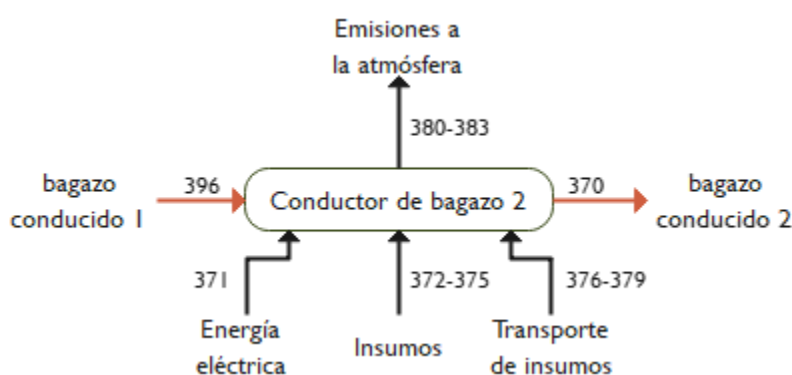 Emisiones a
la atmósfera
380-383
bagazo
conducido 1
396
Conductor de bagazo 2
370
bagazo
conducido 2
371
372-375
376-379
Energía
eléctrica
Insumos
Transporte
de insumos